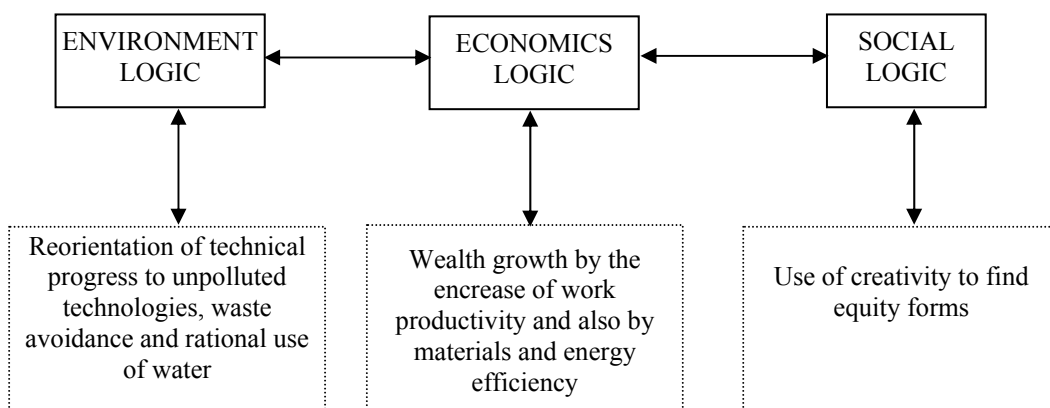 ENVIRONMENT
LOGIC
ECONOMICS
LOGIC
SOCIAL
LOGIC
Reorientation of technical
progress to unpolluted
technologies, waste
avoidance and rational use
of water
Wealth growth by the
encrease of work
productivity and also by
materials and energy
efficiency
Use of creativity to find
equity forms